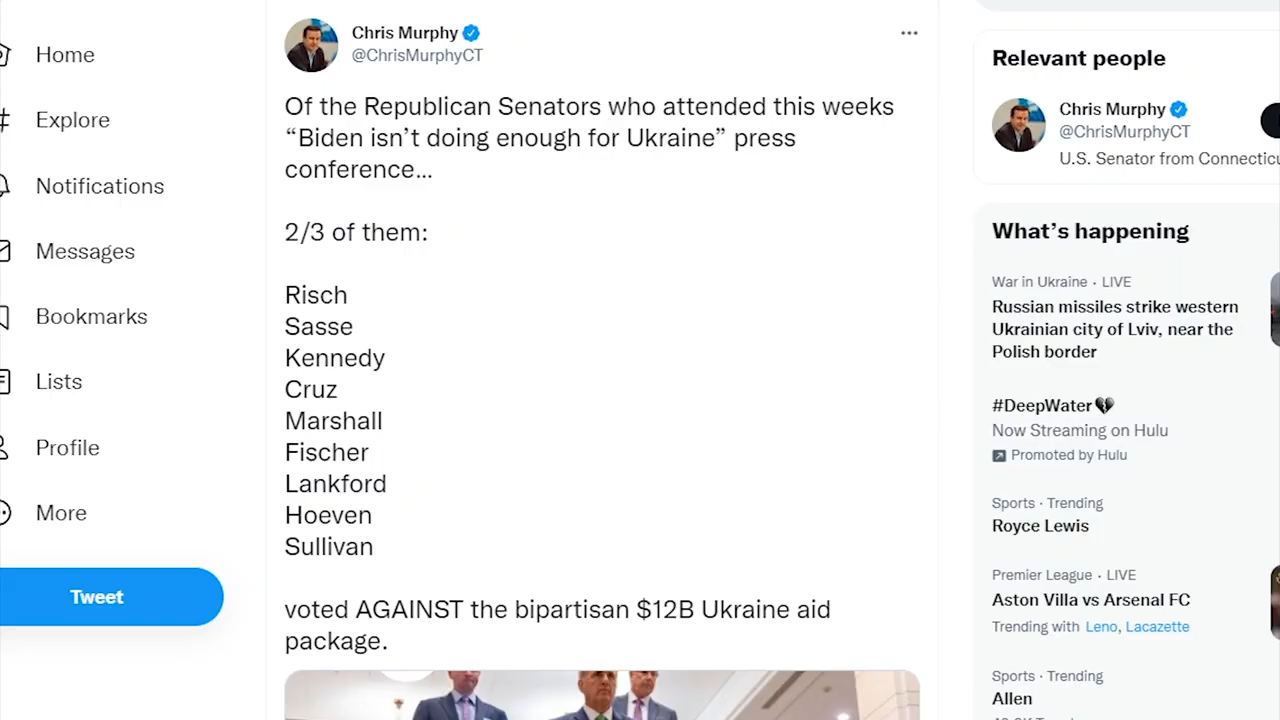 Home
Explore
Notifications
Messages
Bookmarks
Lists
Profile
More
Tweet
Chris Murphy
@ChrisMurphyCT
Of the Republican Senators who attended this weeks
“Biden isn’t doing enough for Ukraine” press
conference...
2/3 of them:
Risch
Sasse
Kennedy
Cruz
Marshall
Fischer
Lankford
Hoeven
Sullivan
voted AGAINST the bipartisan $12B Ukraine aid
package.
Relevant people
Chris Murphy
@ChrisMurphyCT
U.S. Senator from
What’s happening
War in Ukraine · LIVE
Russian missiles strike western
Ukrainian city of Lviv, near the
Polish border
#DeepWater💔
Now Streaming on Hulu
Promoted by Hulu
Sports · Trending
Royce Lewis
Premier League · LIVE
Aston Villa vs Arsenal FC
Trending with Leno, Lacazette
Sports · Trending
Allen